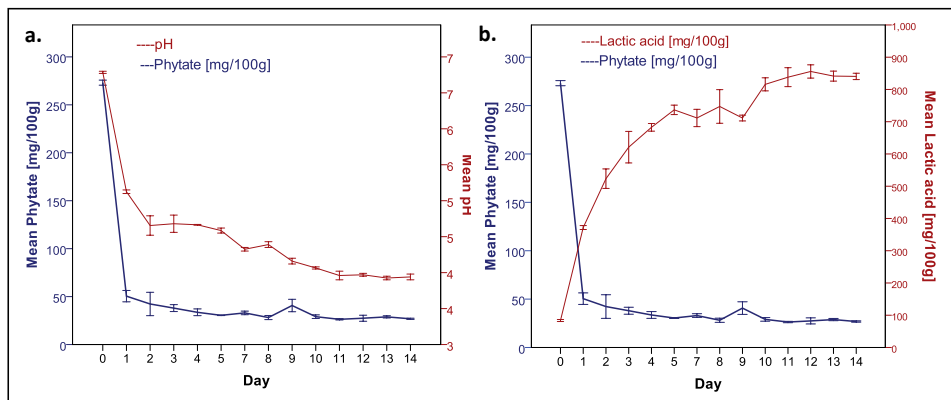 a.
----pH
---Phytate [mg/100g]
Mean Phytate [mg/100g]
300
250
200
150
100
50
0
7
7
6
6
5
5
4
4
3
Mean pH
0 1 2 3 4 5 6 7 8 9 10 11 12 13 14
Day
b.
----Lactic acid [mg/100g]
---Phytate [mg/100g]
Mean Phytate [mg/100g]
300
250
200
150
100
50
0
1,000
900
800
700
600
500
400
300
200
100
0
Mean Lactic acid [mg/100g]
0 1 2 3 4 5 6 7 8 9 10 11 12 13 14
Day